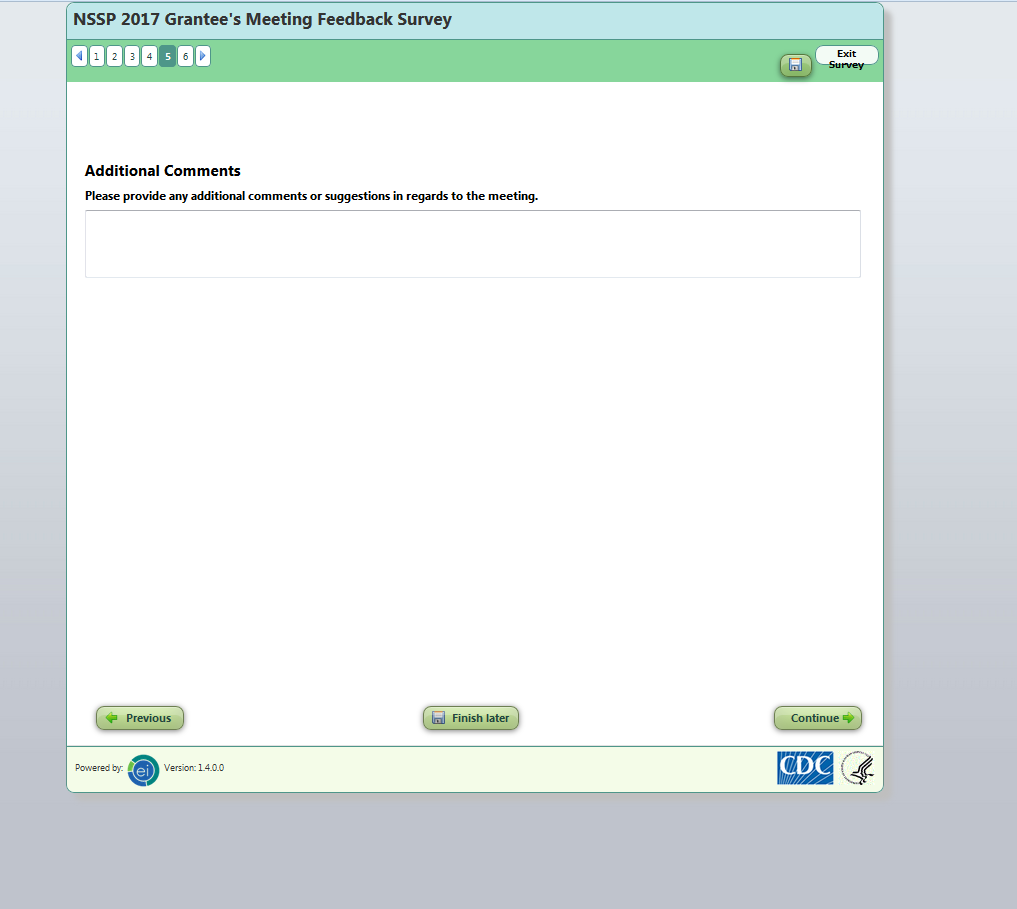 NSSP 2017 Grantee's Meeting Feedback Survey
1 2 3 4 5 6
Exit
Survey
Additional Comments
Please provide any additional comments or suggestions in regards to the meeting.
Previous
Finish later
Continue
Powered by: ei Version: 1.4.0.0
CDC